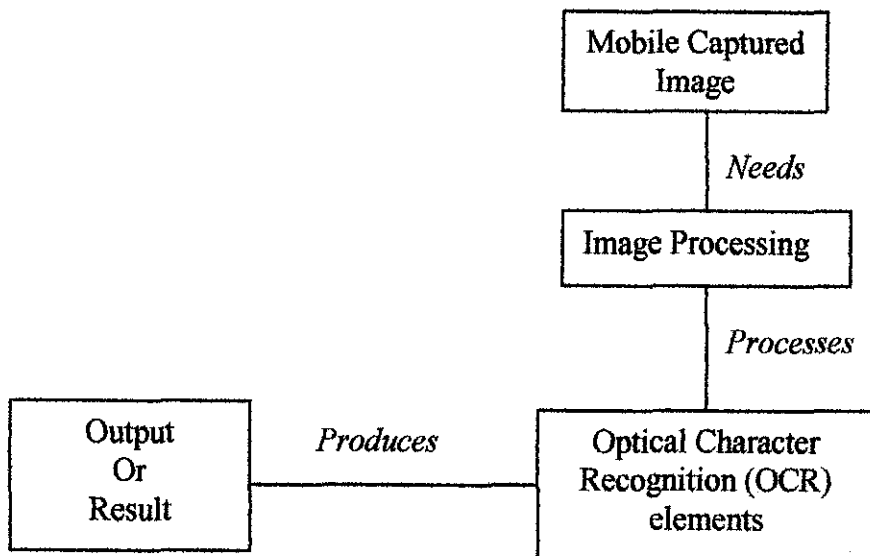 Mobile Captured
Image
Needs
Image Processing
Processes
Optical Character
Recognition (OCR)
elements
Produces
Output
Or
Result